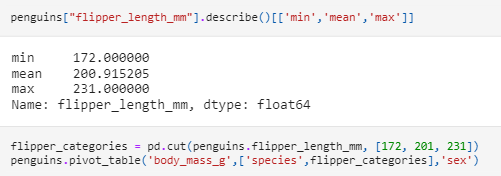 penguins["flipper_length_mm"].describe()[['min','mean','max']]
min     172.000000
mean    200.915205
max     231.000000
Name: flipper_length_mm, dtype: float64
flipper_categories = pd.cut(penguins.flipper_length_mm, [172, 201, 231])
penguins.pivot_table('body_mass_g',['species',flipper_categories],'sex')